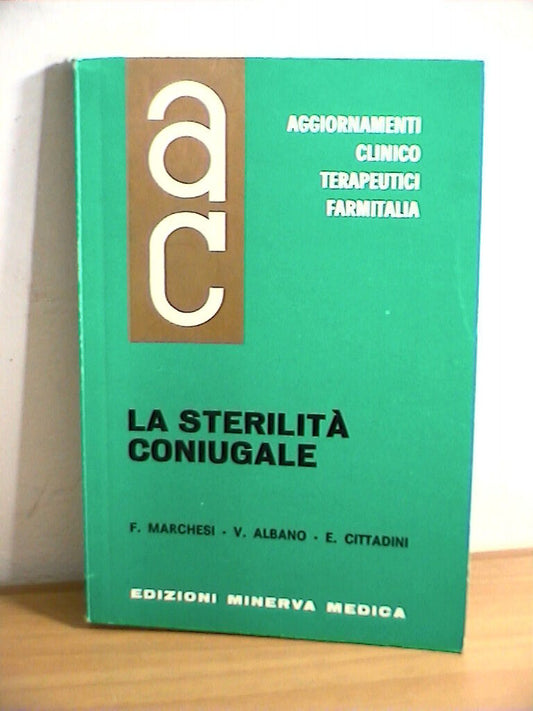 ac
AGGIORNAMENTI
CLINICO
TERAPEUTICI
FARMITALIA
LA STERILITÀ
CONIUGALE
F. MARCHESI · V. ALBANO · E. CITTADINI
EDIZIONI MINERVA MEDICA